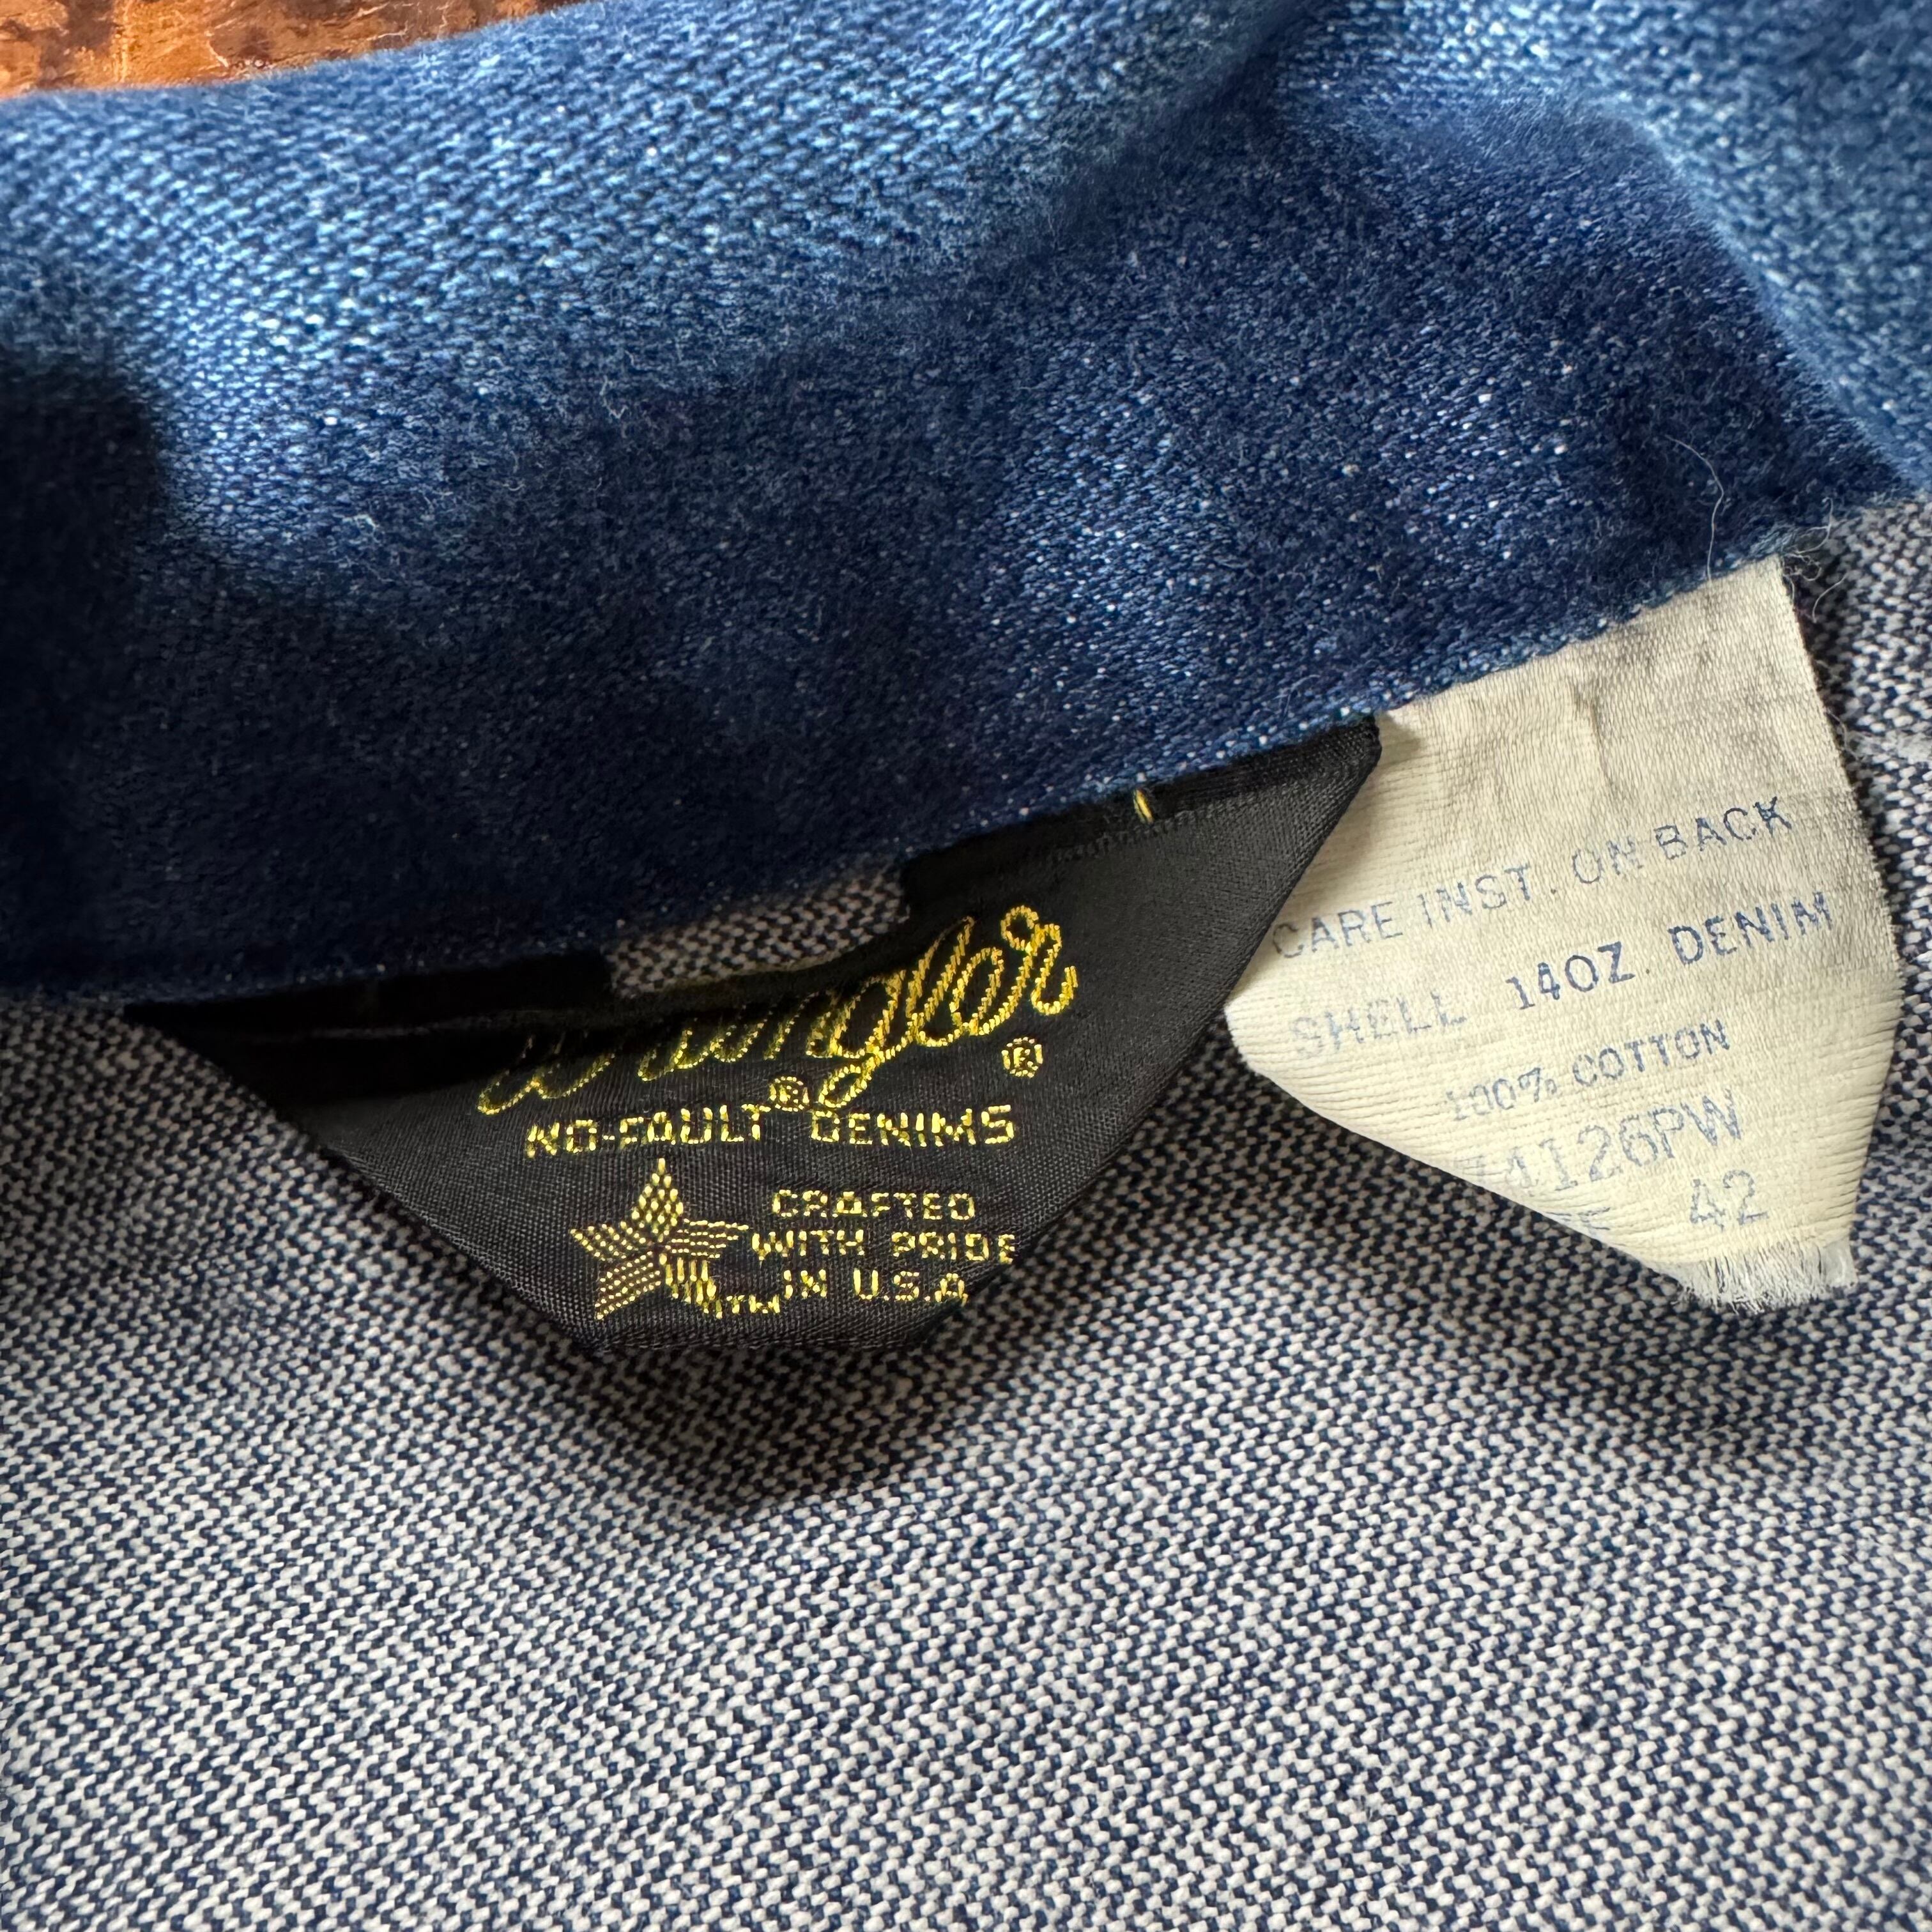 Wrangler®
NO-FAULT® DENIMS
CRAFTED
WITH PRIDE
IN U.S.A
CARE INST. ON BACK
SHELL 14OZ. DENIM
100% COTTON
42